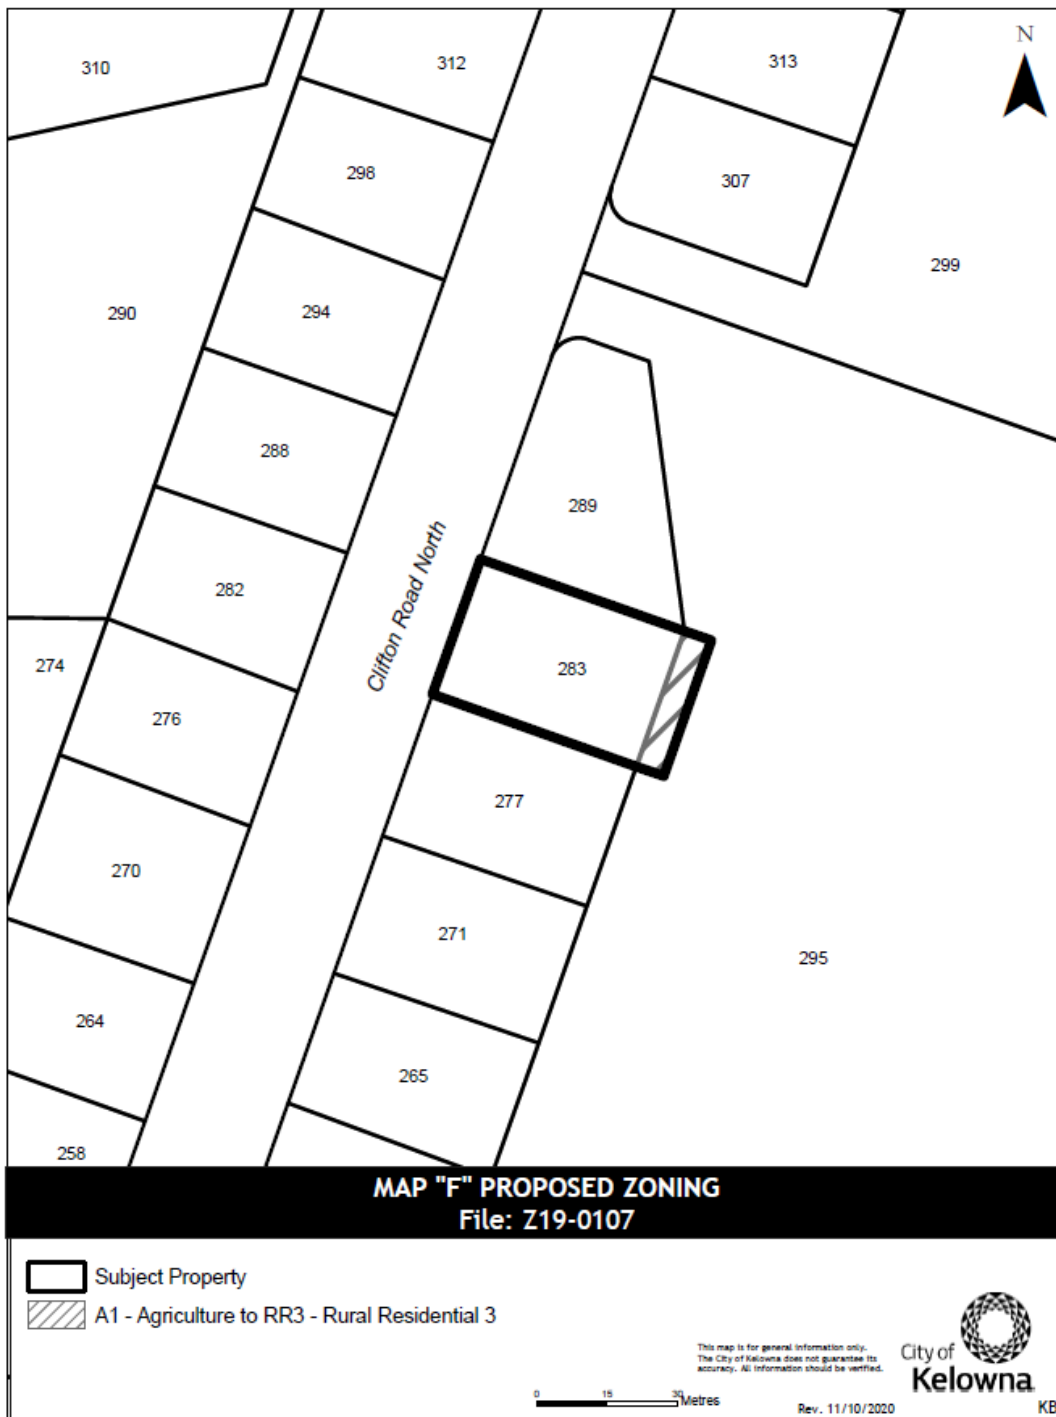 N
310
312
313
298
307
299
290
294
288
289
282
Clifton Road North
274
283
276
277
270
271
295
264
265
258
MAP "F" PROPOSED ZONING
File: Z19-0107
Subject Property
A1 - Agriculture to RR3 - Rural Residential 3
This map is for general information only.
The City of Kelowna does not guarantee its
accuracy. All information should be verified.
City of
Kelowna
0 15 30 Metres
Rev. 11/10/2020